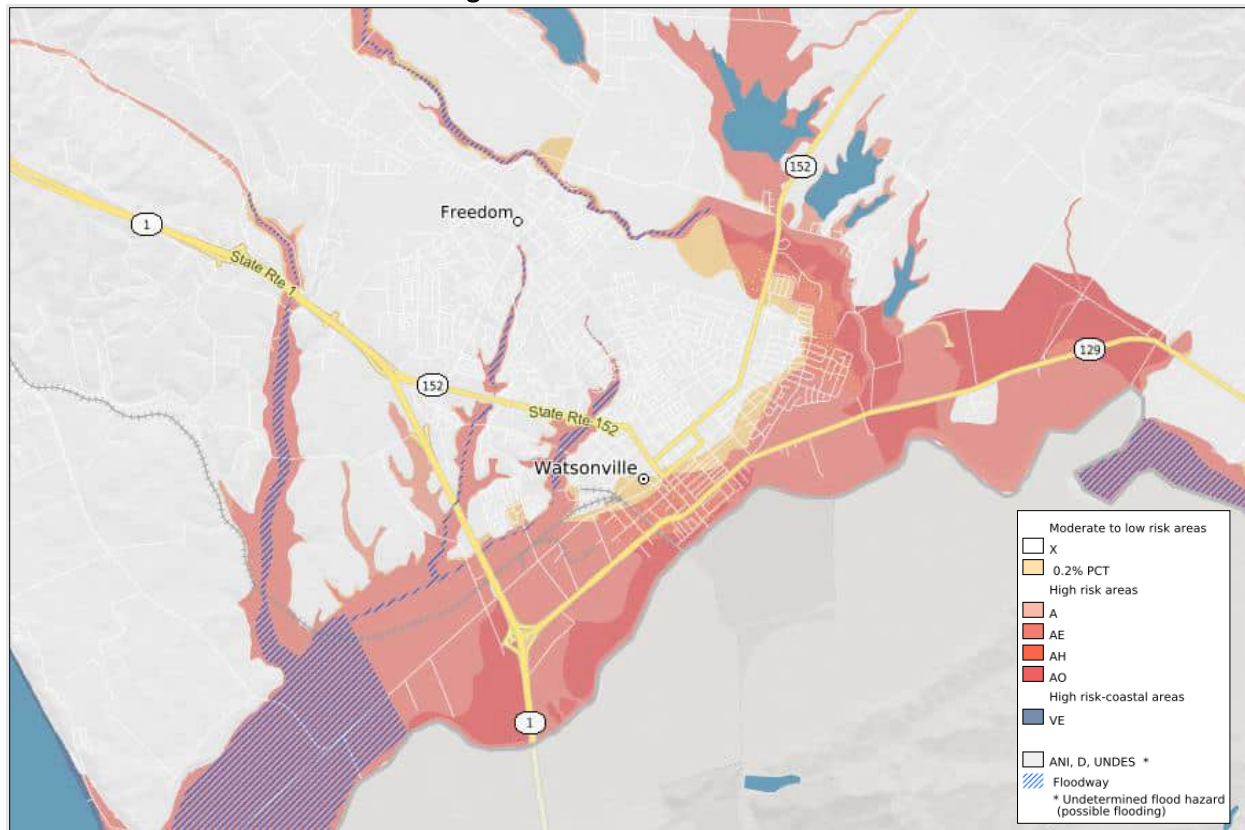 152
1
Freedom
State Rte 1
129
152
State Rte 152
Watsonville
1
Moderate to low risk areas
X
0.2% PCT
High risk areas
A
AE
AH
AO
High risk-coastal areas
VE
ANI, D, UNDES *
Floodway
* Undetermined flood hazard
(possible flooding)